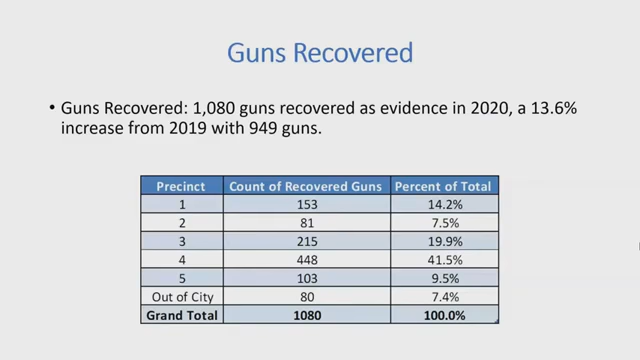 Guns Recovered
• Guns Recovered: 1,080 guns recovered as evidence in 2020, a 13.6%
increase from 2019 with 949 guns.
Precinct Count of Recovered Guns Percent of Total
1 153 14.2%
2 81 7.5%
3 215 19.9%
4 448 41.5%
5 103 9.5%
Out of City 80 7.4%
Grand Total 1080 100.0%